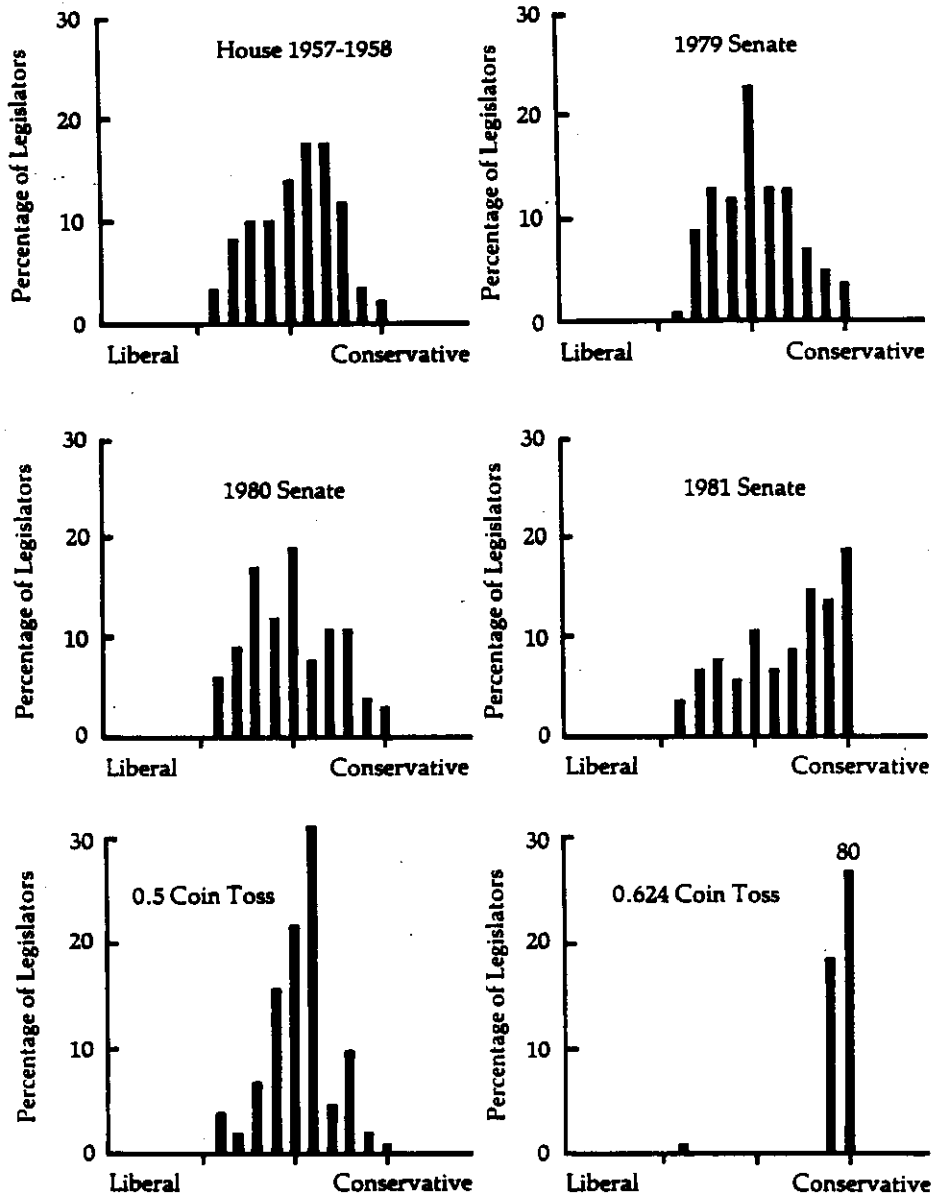 30
20
10
0
Percentage of Legislators
House 1957-1958
Liberal
Conservative
30
20
10
0
Percentage of Legislators
1979 Senate
Liberal
Conservative
30
20
10
0
Percentage of Legislators
1980 Senate
Liberal
Conservative
30
20
10
0
Percentage of Legislators
1981 Senate
Liberal
Conservative
30
20
10
0
Percentage of Legislators
0.5 Coin Toss
Liberal
Conservative
30
20
10
0
Percentage of Legislators
0.624 Coin Toss
80
Liberal
Conservative